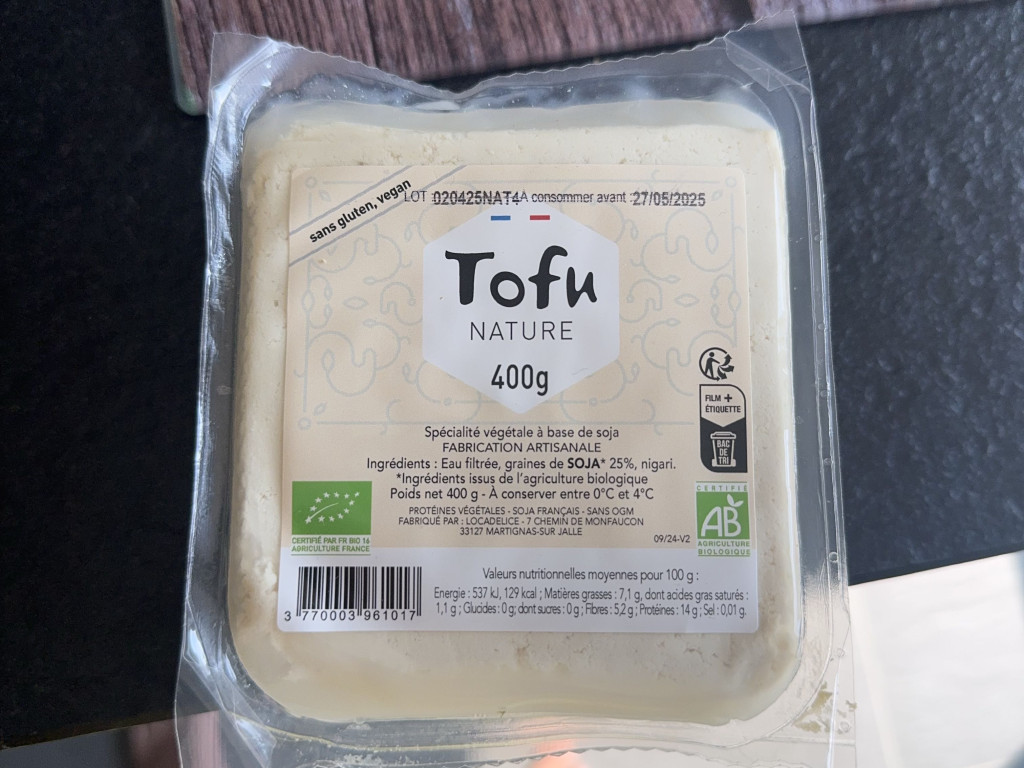 sans gluten, vegan
LOT :020425NAT4A consommer avant :27/05/2025
Tofu
NATURE
400g
FILM +
ÉTIQUETTE
BAC
DE
TRI
Spécialité végétale à base de soja
FABRICATION ARTISANALE
Ingrédients : Eau filtrée, graines de SOJA* 25%, nigari.
*Ingrédients issus de l'agriculture biologique
Poids net 400 g - À conserver entre 0°C et 4°C
PROTÉINES VÉGÉTALES - SOJA FRANÇAIS - SANS OGM
FABRIQUÉ PAR : LOCADELICE - 7 CHEMIN DE MONFAUCON
33127 MARTIGNAS-SUR JALLE
09/24-V2
CERTIFIÉ PAR FR BIO 16
AGRICULTURE FRANCE
CERTIFIÉ
AB
AGRICULTURE
BIOLOGIQUE
Valeurs nutritionnelles moyennes pour 100 g :
Energie : 537 kJ, 129 kcal ; Matières grasses : 7,1 g, dont acides gras saturés :
1,1 g ; Glucides : 0 g; dont sucres : 0 g ; Fibres : 5,2 g ; Protéines : 14 g ; Sel : 0,01 g.
3 770003 961017